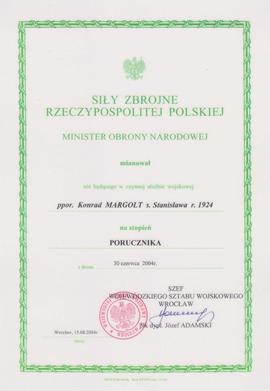 SIŁY ZBROJNE
RZECZYPOSPOLITEJ POLSKIEJ
MINISTER OBRONY NARODOWEJ
mianował
nie będącego w czynnej służbie wojskowej
ppor. Konrad MARGOLT s. Stanisława r. 1924
na stopień
PORUCZNIKA
z dniem
30 czerwca 2004r.
SZEF
WOJEWÓDZKIEGO SZTABU WOJSKOWEGO
WROCŁAW
płk dypl. Józef ADAMSKI
Wrocław, 15.08.2004r.